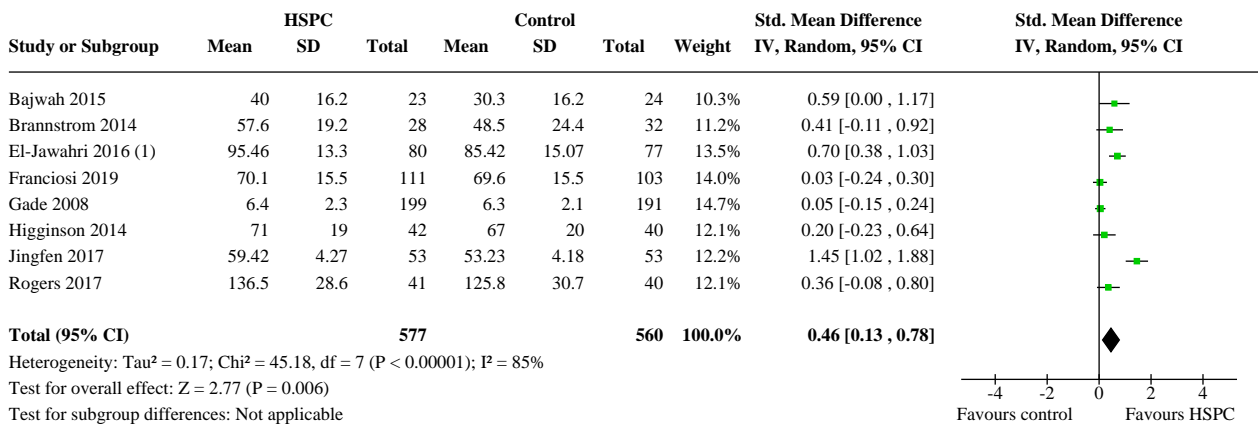 HSPC Control Std. Mean Difference Std. Mean Difference
Study or Subgroup Mean SD Total Mean SD Total Weight IV, Random, 95% CI IV, Random, 95% CI
Bajwah 2015 40 16.2 23 30.3 16.2 24 10.3% 0.59 [0.00 , 1.17]
Brannstrom 2014 57.6 19.2 28 48.5 24.4 32 11.2% 0.41 [-0.11 , 0.92]
El-Jawahri 2016 (1) 95.46 13.3 80 85.42 15.07 77 13.5% 0.70 [0.38 , 1.03]
Franciosi 2019 70.1 15.5 111 69.6 15.5 103 14.0% 0.03 [-0.24 , 0.30]
Gade 2008 6.4 2.3 199 6.3 2.1 191 14.7% 0.05 [-0.15 , 0.24]
Higginson 2014 71 19 42 67 20 40 12.1% 0.20 [-0.23 , 0.64]
Jingfen 2017 59.42 4.27 53 53.23 4.18 53 12.2% 1.45 [1.02 , 1.88]
Rogers 2017 136.5 28.6 41 125.8 30.7 40 12.1% 0.36 [-0.08 , 0.80]
Total (95% CI) 577 560 100.0% 0.46 [0.13 , 0.78]
Heterogeneity: Tau² = 0.17; Chi² = 45.18, df = 7 (P < 0.00001); I² = 85%
Test for overall effect: Z = 2.77 (P = 0.006)
Test for subgroup differences: Not applicable
-4 -2 0 2 4
Favours control Favours HSPC